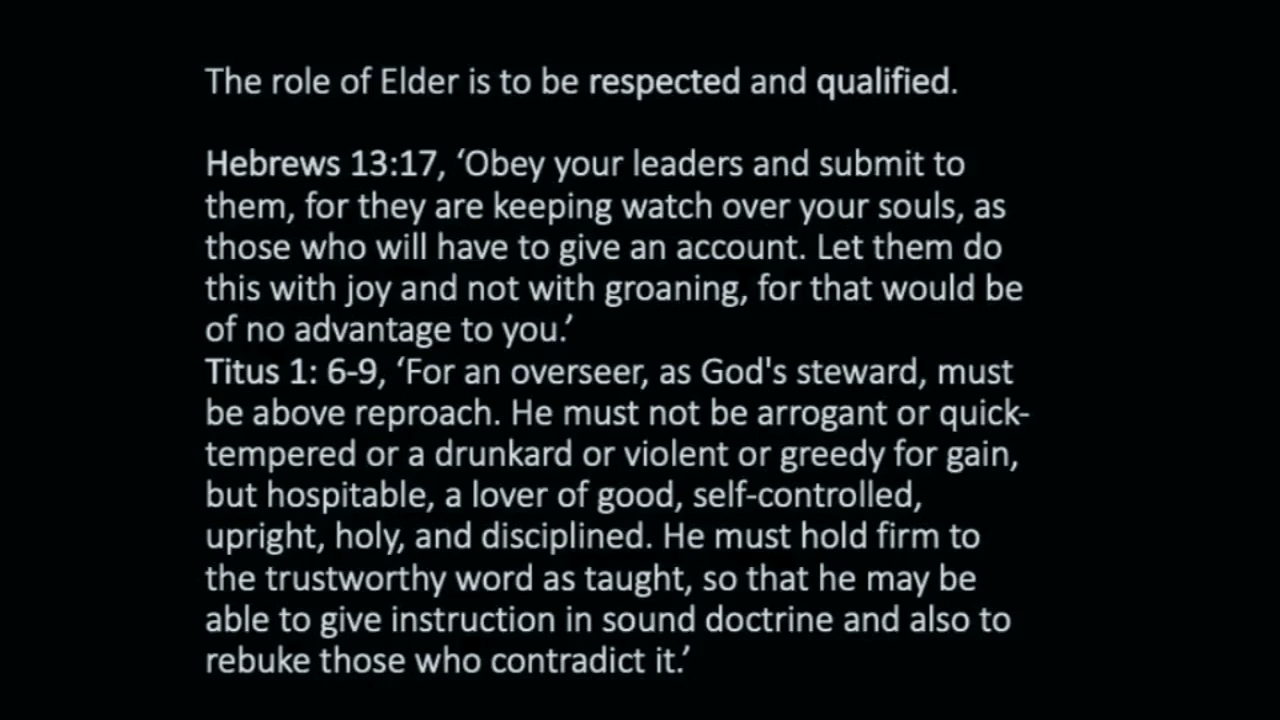 The role of Elder is to be respected and qualified.
Hebrews 13:17, ‘Obey your leaders and submit to
them, for they are keeping watch over your souls, as
those who will have to give an account. Let them do
this with joy and not with groaning, for that would be
of no advantage to you.’
Titus 1: 6-9, ‘For an overseer, as God's steward, must
be above reproach. He must not be arrogant or quick-
tempered or a drunkard or violent or greedy for gain,
but hospitable, a lover of good, self-controlled,
upright, holy, and disciplined. He must hold firm to
the trustworthy word as taught, so that he may be
able to give instruction in sound doctrine and also to
rebuke those who contradict it.’